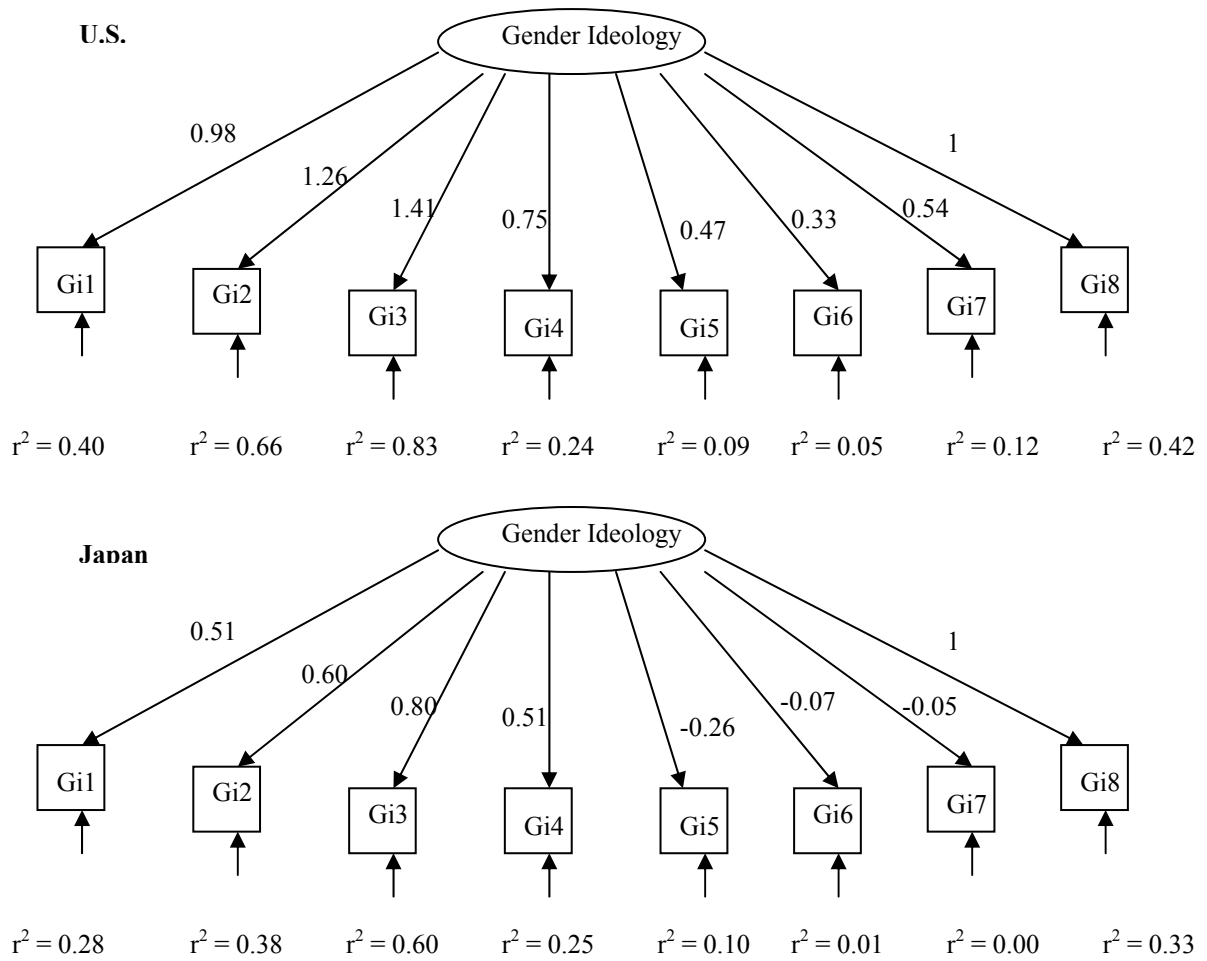 U.S.
Gender Ideology
0.98
1.26
1.41
0.75
0.47
0.33
0.54
1
Gi1
Gi2
Gi3
Gi4
Gi5
Gi6
Gi7
Gi8
r² = 0.40 r² = 0.66 r² = 0.83 r² = 0.24 r² = 0.09 r² = 0.05 r² = 0.12 r² = 0.42
Gender Ideology
Japan
0.51
0.60
0.80
0.51
-0.26
-0.07
-0.05
1
Gi1
Gi2
Gi3
Gi4
Gi5
Gi6
Gi7
Gi8
r² = 0.28 r² = 0.38 r² = 0.60 r² = 0.25 r² = 0.10 r² = 0.01 r² = 0.00 r² = 0.33